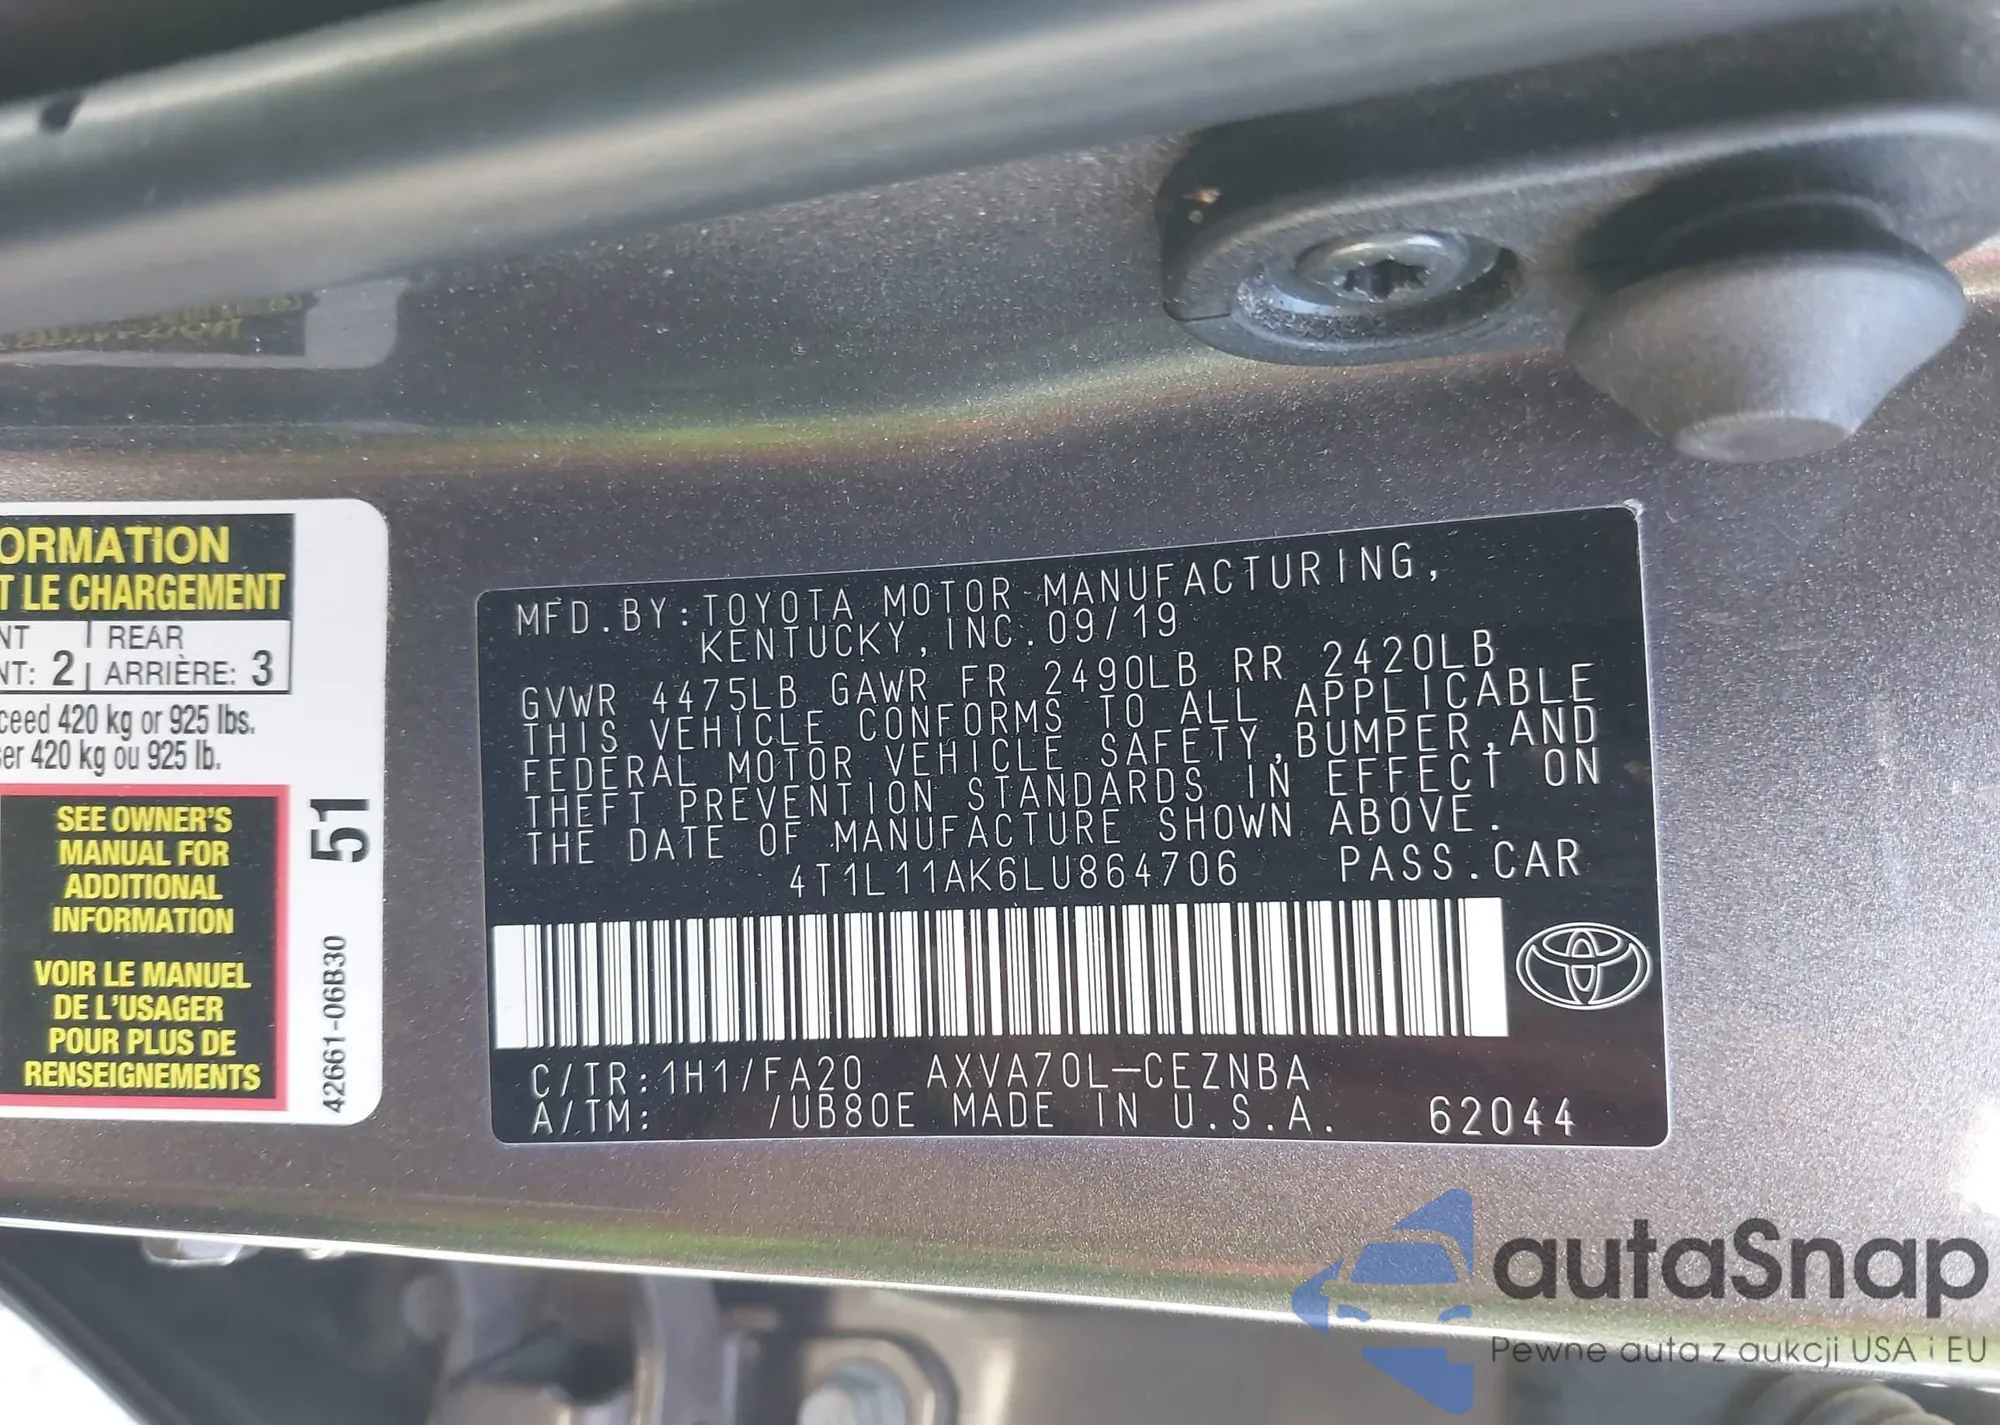 ORMATION
T LE CHARGEMENT
NT REAR
NT: 2 ARRIÈRE: 3
ceed 420 kg or 925 lbs.
ser 420 kg ou 925 lb.
SEE OWNER'S
MANUAL FOR
ADDITIONAL
INFORMATION
VOIR LE MANUEL
DE L'USAGER
POUR PLUS DE
RENSEIGNEMENTS
51
42661-06B30
MFD.BY:TOYOTA MOTOR MANUFACTURING,
KENTUCKY,INC.09/19
GVWR 4475LB GAWR FR 2490LB RR 2420LB
THIS VEHICLE CONFORMS TO ALL APPLICABLE
FEDERAL MOTOR VEHICLE SAFETY,BUMPER,AND
THEFT PREVENTION STANDARDS IN EFFECT ON
THE DATE OF MANUFACTURE SHOWN ABOVE.
4T1L11AK6LU864706 PASS.CAR
C/TR:1H1/FA20 AXVA70L-CEZNBA
A/TM: /UB80E MADE IN U.S.A. 62044
autaSnap
Pewne auta z aukcji USA i EU